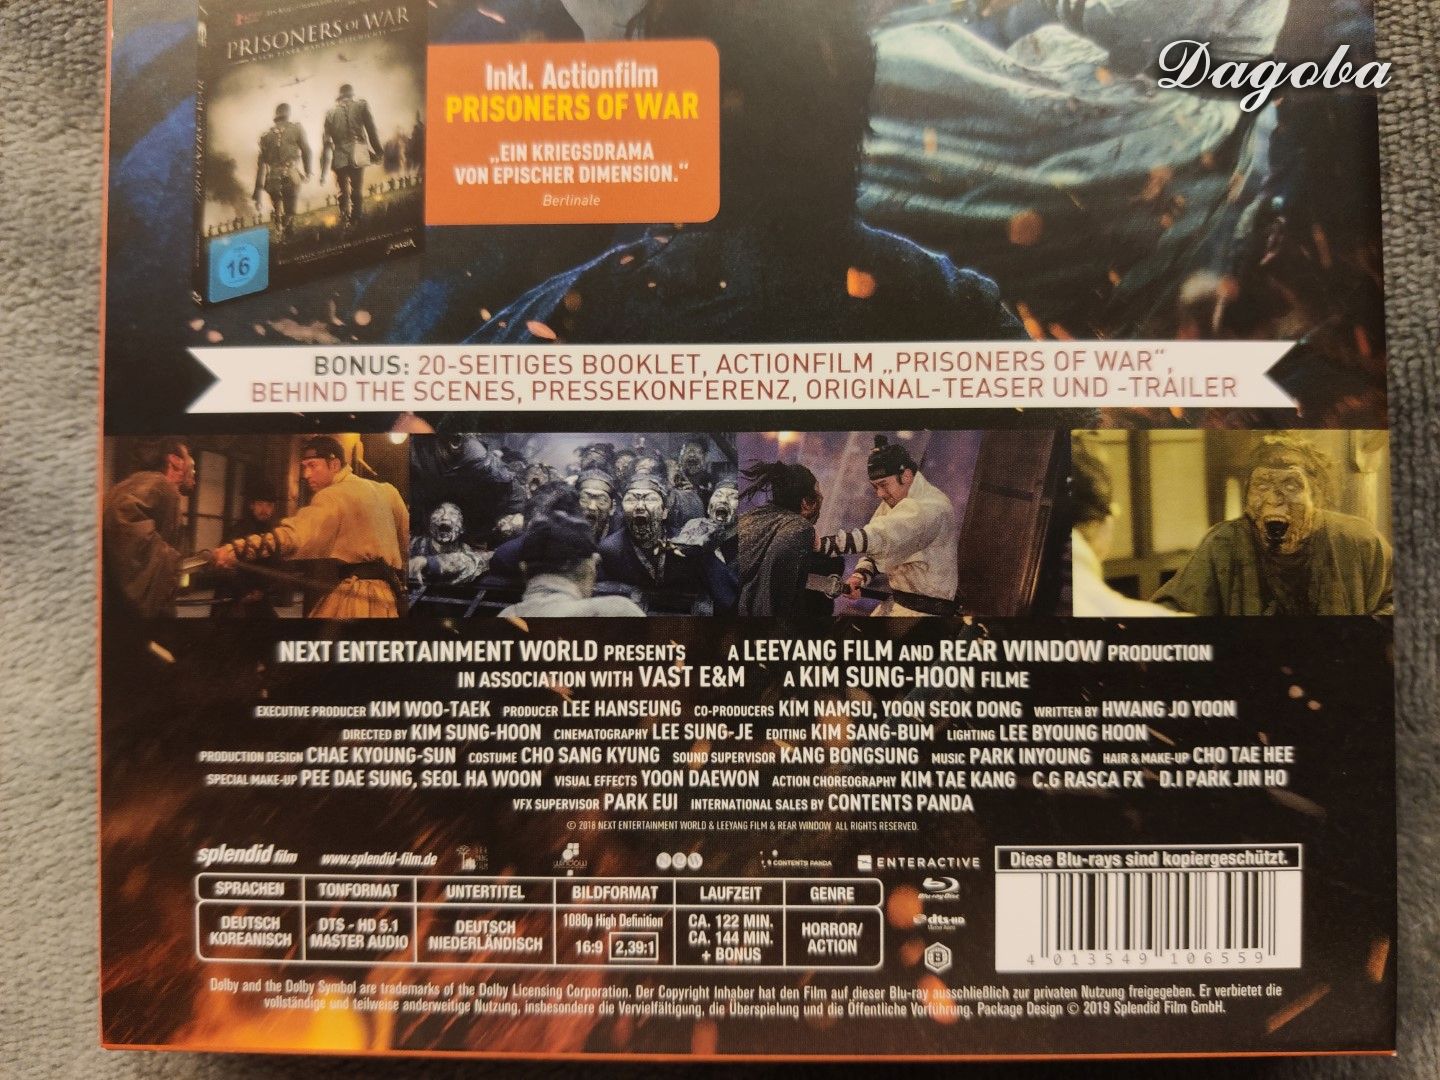 Dagoba
PRISONERS OF WAR
Inkl. Actionfilm
PRISONERS OF WAR
„EIN KRIEGSDRAMA
VON EPISCHER DIMENSION.“
Berlinale
16
BONUS: 20-SEITIGES BOOKLET, ACTIONFILM „PRISONERS OF WAR“,
BEHIND THE SCENES, PRESSEKONFERENZ, ORIGINAL-TEASER UND -TRAILER
NEXT ENTERTAINMENT WORLD PRESENTS A LEEYANG FILM AND REAR WINDOW PRODUCTION
IN ASSOCIATION WITH VAST E&M A KIM SUNG-HOON FILME
EXECUTIVE PRODUCER KIM WOO-TAEK PRODUCER LEE HANSEUNG CO-PRODUCERS KIM NAMSU, YOON SEOK DONG WRITTEN BY HWANG JO YOON
DIRECTED BY KIM SUNG-HOON CINEMATOGRAPHY LEE SUNG-JE EDITING KIM SANG-BUM LIGHTING LEE BYOUNG HOON
PRODUCTION DESIGN CHAE KYOUNG-SUN COSTUME CHO SANG KYUNG SOUND SUPERVISOR KANG BONGSUNG MUSIC PARK INYOUNG HAIR & MAKE-UP CHO TAE HEE
SPECIAL MAKE-UP PEE DAE SUNG, SEOL HA WOON VISUAL EFFECTS YOON DAEWON ACTION CHOREOGRAPHY KIM TAE KANG C.G RASCA FX D.I PARK JIN HO
VFX SUPERVISOR PARK EUI INTERNATIONAL SALES BY CONTENTS PANDA
© 2018 NEXT ENTERTAINMENT WORLD & LEEYANG FILM & REAR WINDOW ALL RIGHTS RESERVED.
splendid film www.splendid-film.de window NEW CONTENTS PANDA ENTERACTIVE
Diese Blu-rays sind kopiergeschützt.
SPRACHEN TONFORMAT UNTERTITEL BILDFORMAT LAUFZEIT GENRE
DEUTSCH KOREANISCH
DTS - HD 5.1 MASTER AUDIO
DEUTSCH NIEDERLÄNDISCH
1080p High Definition
16:9 2,39:1
CA. 122 MIN.
CA. 144 MIN.
+ BONUS
HORROR/
ACTION
Blu-ray Disc
dts-HD
Master Audio
B
4 013549 106559
Dolby and the Dolby Symbol are trademarks of the Dolby Licensing Corporation. Der Copyright Inhaber hat den Film auf dieser Blu-ray ausschließlich zur privaten Nutzung freigegeben. Er verbietet die
vollständige und teilweise anderweitige Nutzung, insbesondere die Vervielfältigung, die Überspielung und die Öffentliche Vorführung. Package Design © 2019 Splendid Film GmbH.